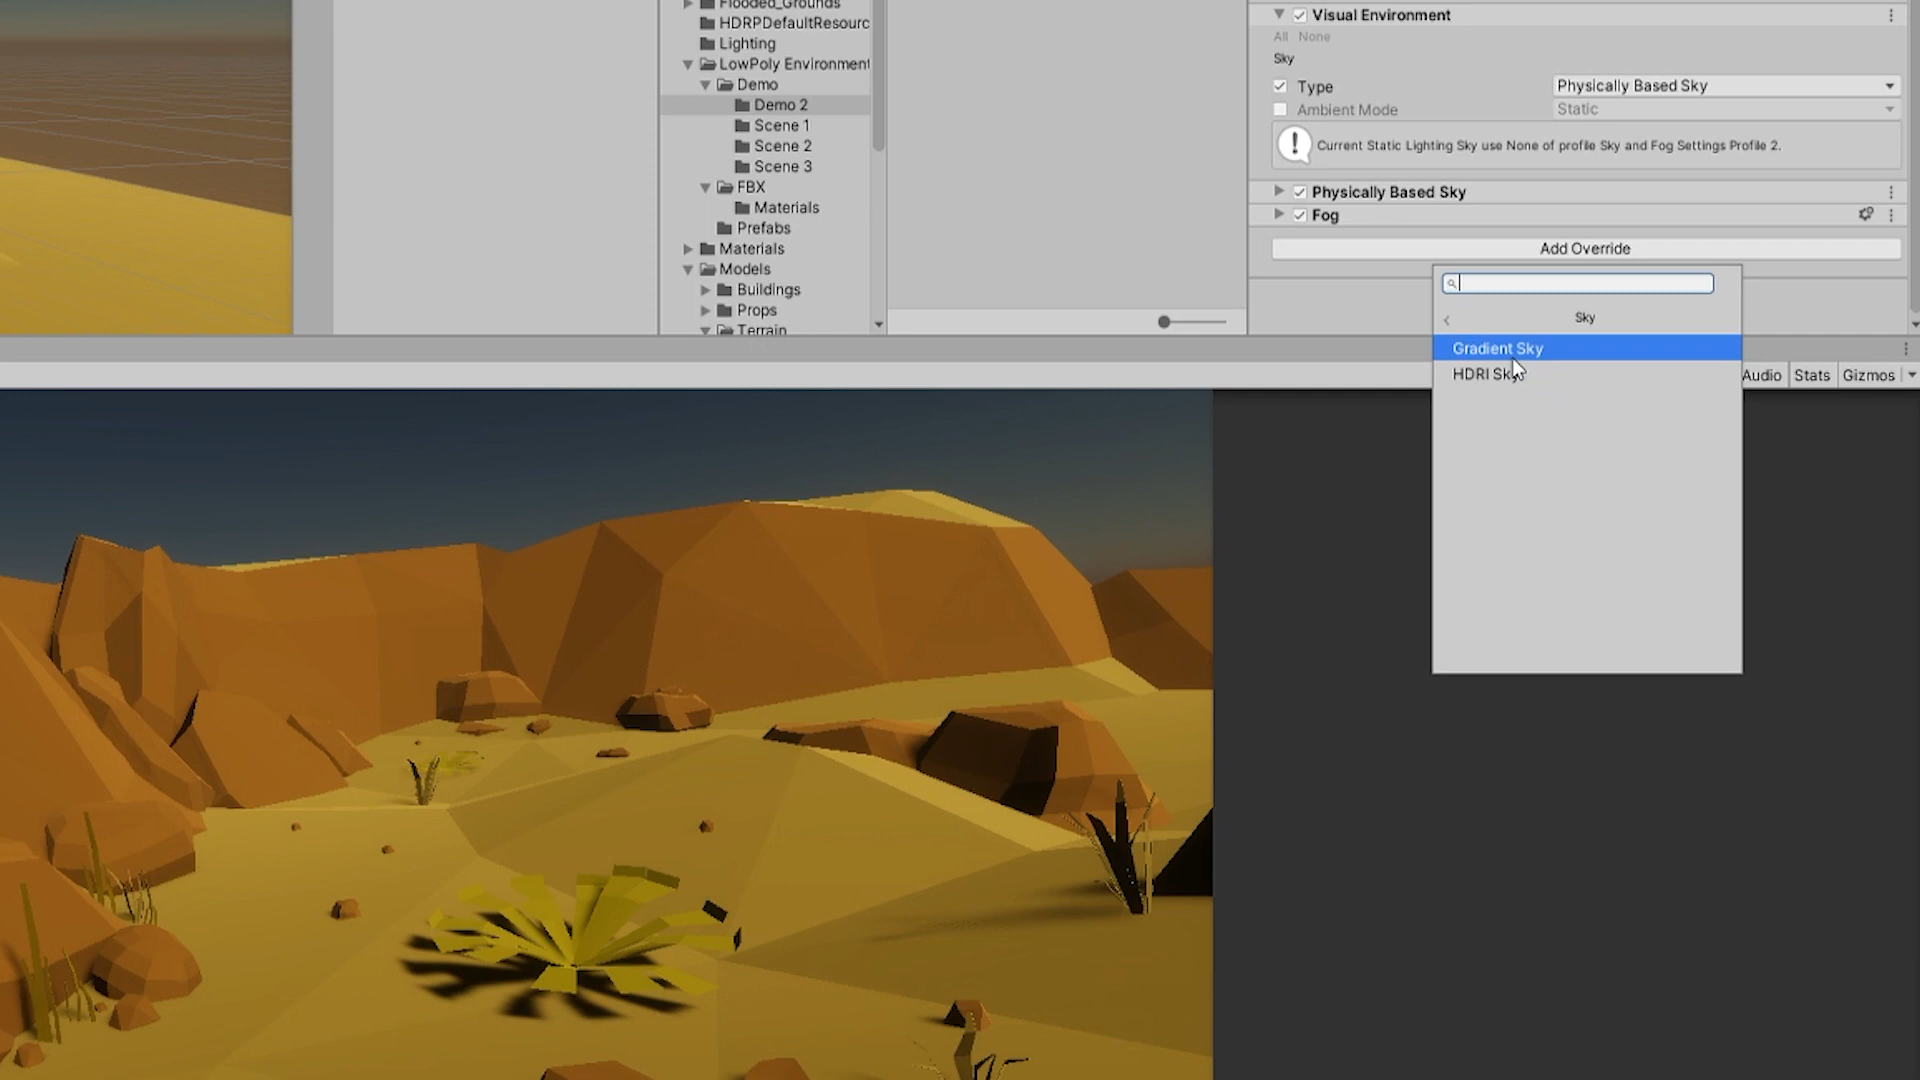 Flooded_Grounds
HDRPDefaultResourc
Lighting
LowPoly Environment
Demo
Demo 2
Scene 1
Scene 2
Scene 3
FBX
Materials
Prefabs
Materials
Models
Buildings
Props
Terrain
Visual Environment
All None
Sky
Type Physically Based Sky
Ambient Mode Static
Current Static Lighting Sky use None of profile Sky and Fog Settings Profile 2.
Physically Based Sky
Fog
Add Override
Sky
Gradient Sky
HDRI Sky
Audio Stats Gizmos